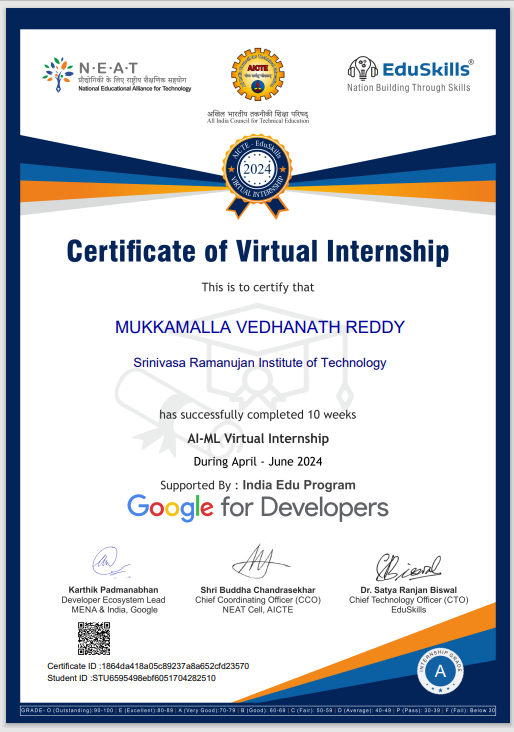 N·E·A·T
प्रौद्योगिकी के लिए राष्ट्रीय शैक्षणिक सहयोग
National Educational Alliance for Technology
AICTE
अखिल भारतीय तकनीकी शिक्षा परिषद्
All India Council for Technical Education
EduSkills®
Nation Building Through Skills
AICTE - EduSkills
2024
VIRTUAL INTERNSHIP
Certificate of Virtual Internship
This is to certify that
MUKKAMALLA VEDHANATH REDDY
Srinivasa Ramanujan Institute of Technology
has successfully completed 10 weeks
AI-ML Virtual Internship
During April - June 2024
Supported By : India Edu Program
Google for Developers
Karthik Padmanabhan
Developer Ecosystem Lead
MENA & India, Google
Shri Buddha Chandrasekhar
Chief Coordinating Officer (CCO)
NEAT Cell, AICTE
Dr. Satya Ranjan Biswal
Chief Technology Officer (CTO)
EduSkills
Certificate ID :1864da418a05c89237a8a652cfd23570
Student ID :STU6595498ebf6051704282510
INTERNSHIP GRADE
A
GRADE- O (Outstanding):90-100 | E (Excellent):80-89 | A (Very Good):70-79 | B (Good): 60-69 | C (Fair): 50-59 | D (Average): 40-49 | P (Pass): 30-39 | F (Fail): Below 30